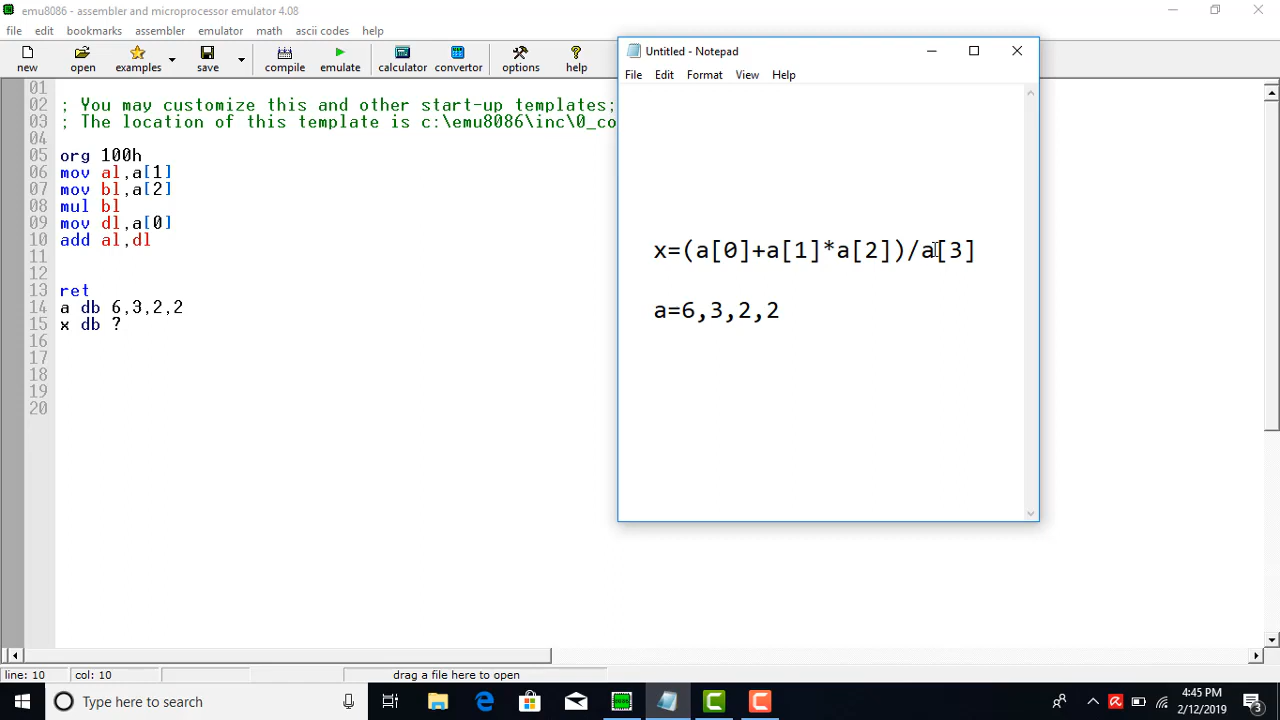 emu8086 - assembler and microprocessor emulator 4.08
file edit bookmarks assembler emulator math ascii codes help
new open examples save compile emulate calculator convertor options help
01
02 ; You may customize this and other start-up templates;
03 ; The location of this template is c:\emu8086\inc\0_co
04
05 org 100h
06 mov al,a[1]
07 mov bl,a[2]
08 mul bl
09 mov dl,a[0]
10 add al,dl
11
12
13 ret
14 a db 6,3,2,2
15 x db ?
16
17
18
19
20
Untitled - Notepad
File Edit Format View Help
x=(a[0]+a[1]*a[2])/a[3]
a=6,3,2,2
line: 10 col: 10 drag a file here to open
Type here to search
4:45 PM
2/12/2019
3